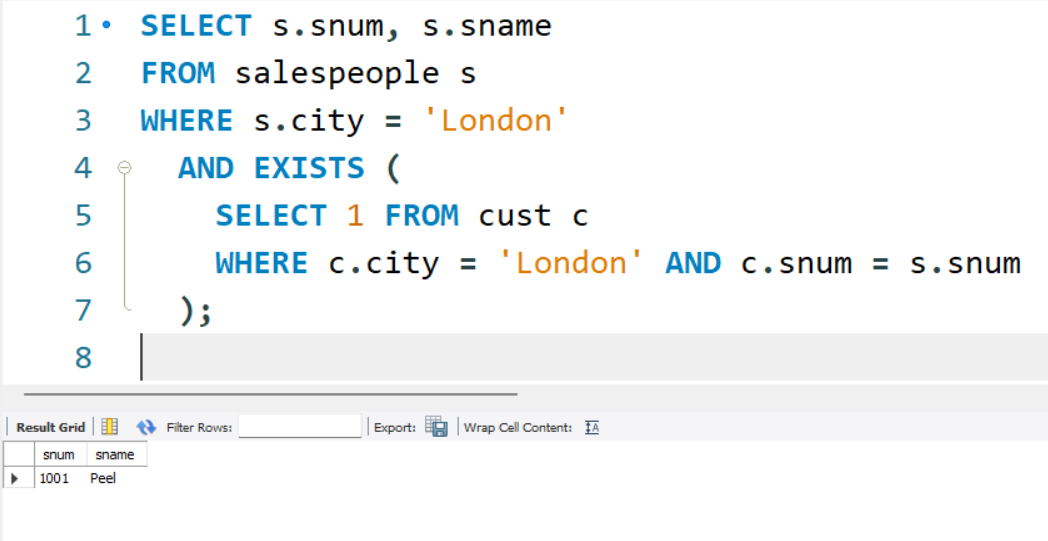 1 SELECT s.snum, s.sname
2 FROM salespeople s
3 WHERE s.city = 'London'
4 AND EXISTS (
5 SELECT 1 FROM cust c
6 WHERE c.city = 'London' AND c.snum = s.snum
7 );
8
Result Grid Filter Rows: Export: Wrap Cell Content:
snum sname
1001 Peel